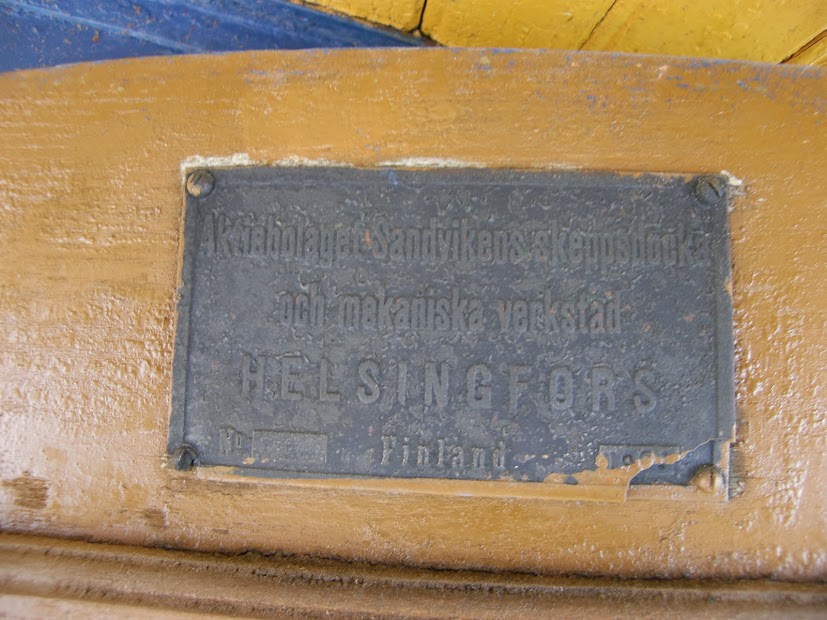 Aktiebolaget Sandvikens skeppsdocka
och mekaniska verkstad
HELSINGFORS
No Finland